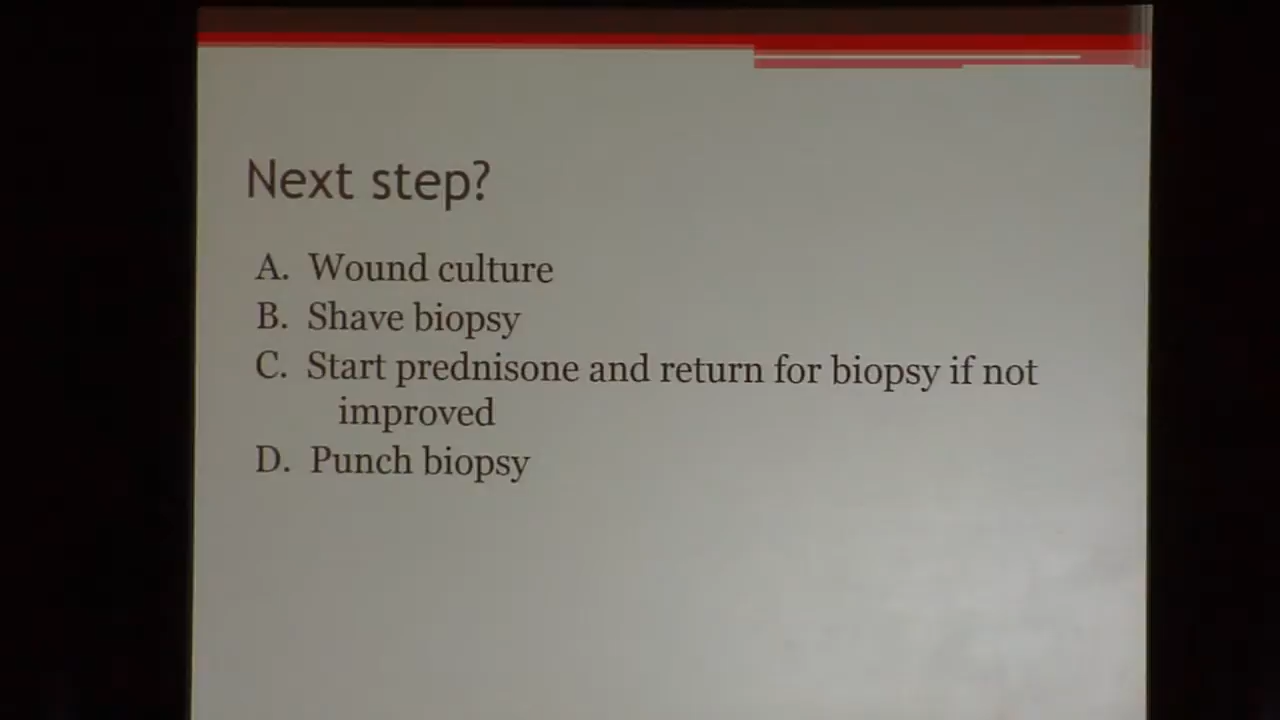 Next step?
A. Wound culture
B. Shave biopsy
C. Start prednisone and return for biopsy if not
improved
D. Punch biopsy